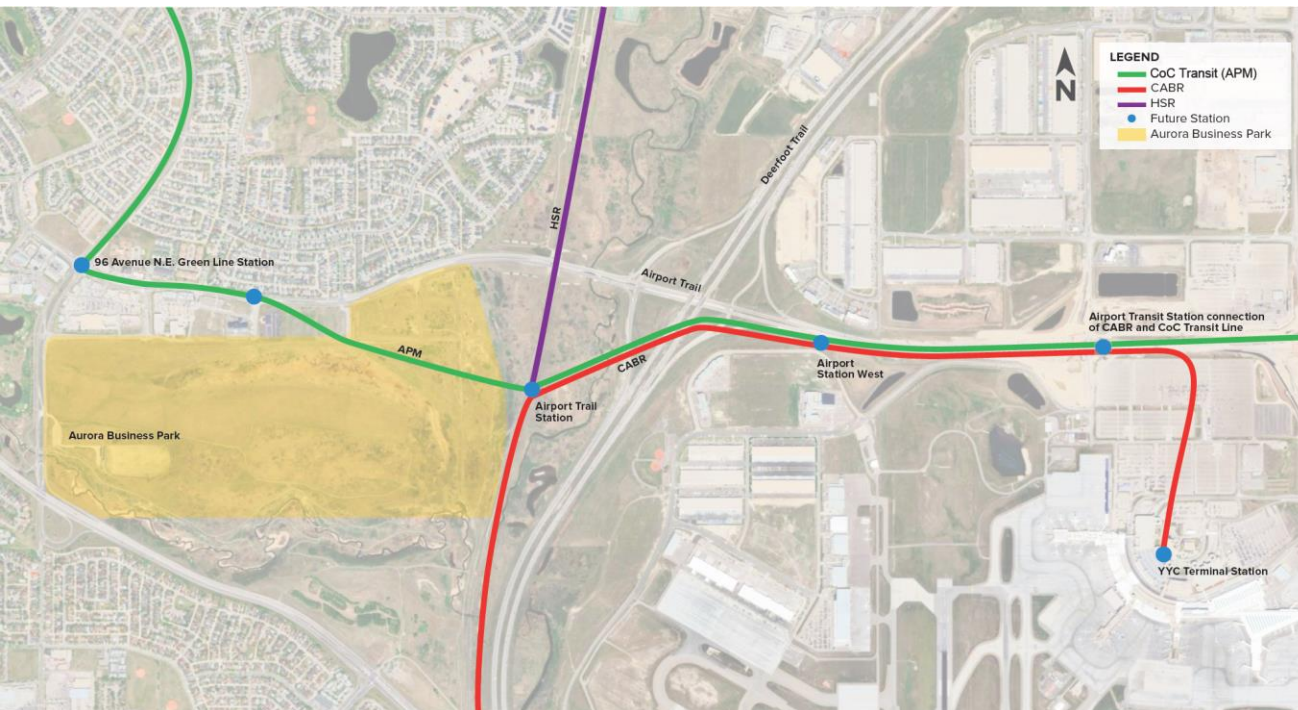 LEGEND
CoC Transit (APM)
CABR
HSR
Future Station
Aurora Business Park
N
Deerfoot Trail
HSR
96 Avenue N.E. Green Line Station
Airport Trail
Airport Transit Station connection
of CABR and CoC Transit Line
APM
CABR
Airport
Station West
Airport Trail
Station
Aurora Business Park
YYC Terminal Station